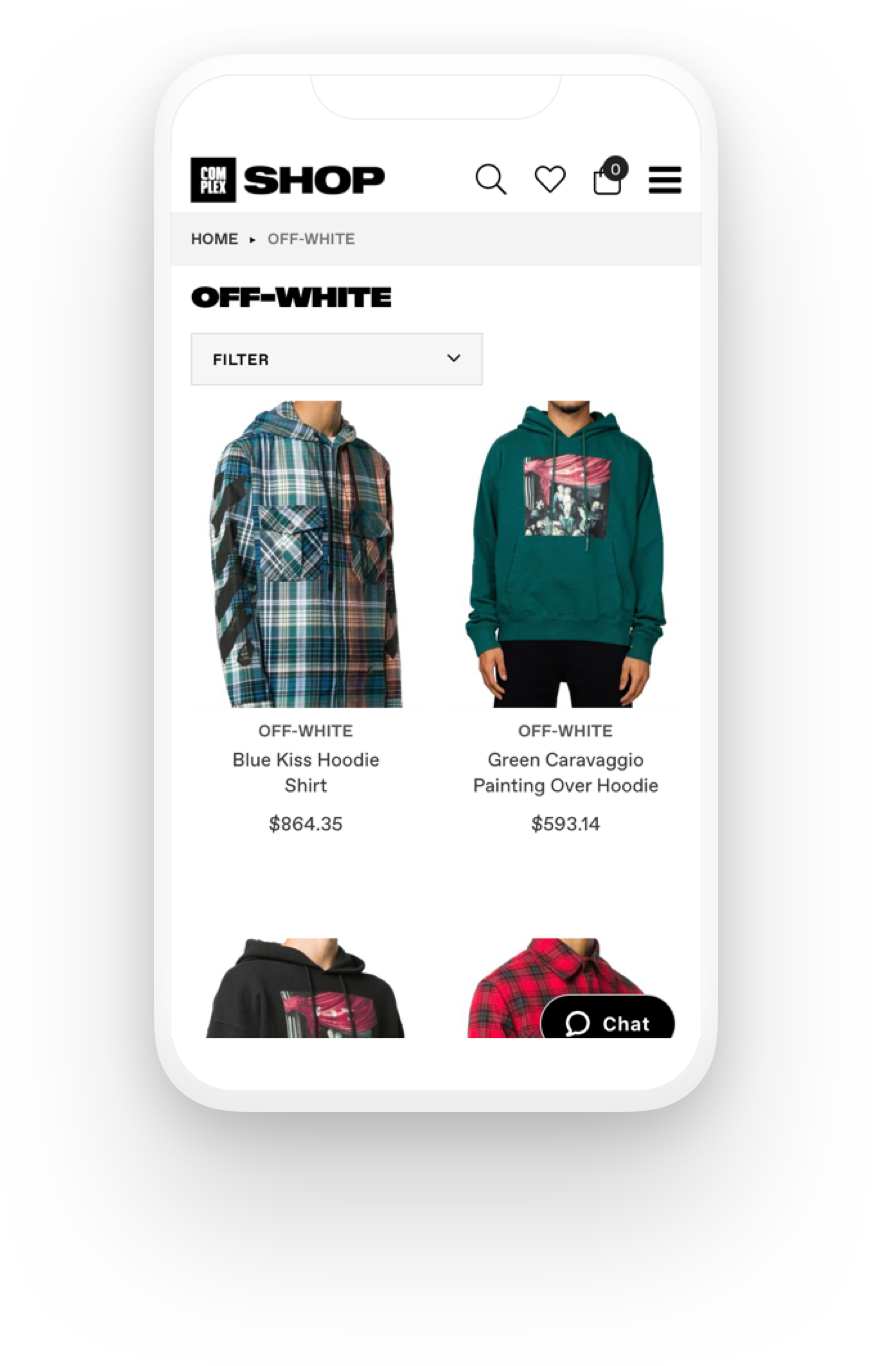 COM
PLEX
SHOP
0
HOME ▸ OFF-WHITE
OFF-WHITE
FILTER
OFF-WHITE
Blue Kiss Hoodie
Shirt
$864.35
OFF-WHITE
Green Caravaggio
Painting Over Hoodie
$593.14
Chat